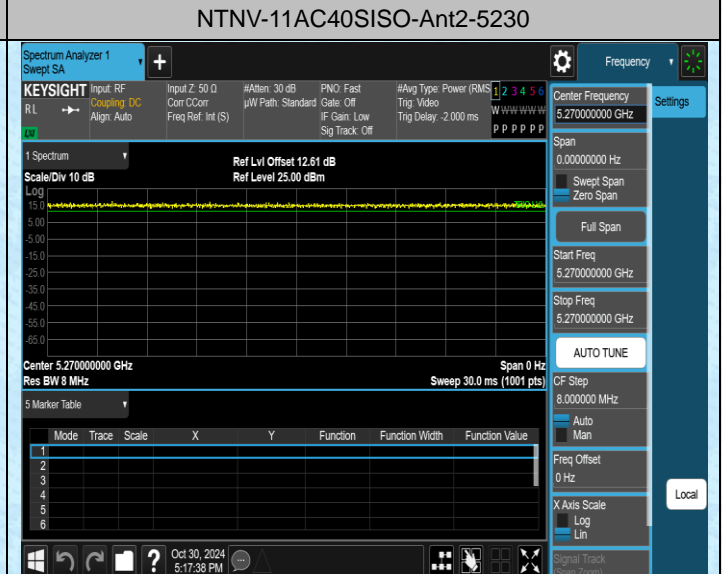 NTNV-11AC40SISO-Ant2-5230
Spectrum Analyzer 1
Swept SA
+
Frequency
KEYSIGHT
RL
LXI
Input: RF
Coupling: DC
Align: Auto
Input Z: 50 Ω
Corr CCorr
Freq Ref: Int (S)
#Atten: 30 dB
µW Path: Standard
PNO: Fast
Gate: Off
IF Gain: Low
Sig Track: Off
#Avg Type: Power (RMS
Trig: Video
Trig Delay: -2.000 ms
1 2 3 4 5 6
W W W W W W
P P P P P P
Center Frequency
5.270000000 GHz
Settings
Span
0.00000000 Hz
Swept Span
Zero Span
Full Span
Start Freq
5.270000000 GHz
Stop Freq
5.270000000 GHz
AUTO TUNE
CF Step
8.000000 MHz
Auto
Man
Freq Offset
0 Hz
X Axis Scale
Log
Lin
Signal Track
(Span Zoom)
Local
1 Spectrum
Scale/Div 10 dB
Ref Lvl Offset 12.61 dB
Ref Level 25.00 dBm
Log
15.0
5.00
-5.00
-15.0
-25.0
-35.0
-45.0
-55.0
-65.0
Center 5.270000000 GHz
Res BW 8 MHz
Span 0 Hz
Sweep 30.0 ms (1001 pts)
5 Marker Table
Mode Trace Scale X Y Function Function Width Function Value
1
2
3
4
5
6
?
Oct 30, 2024
5:17:38 PM